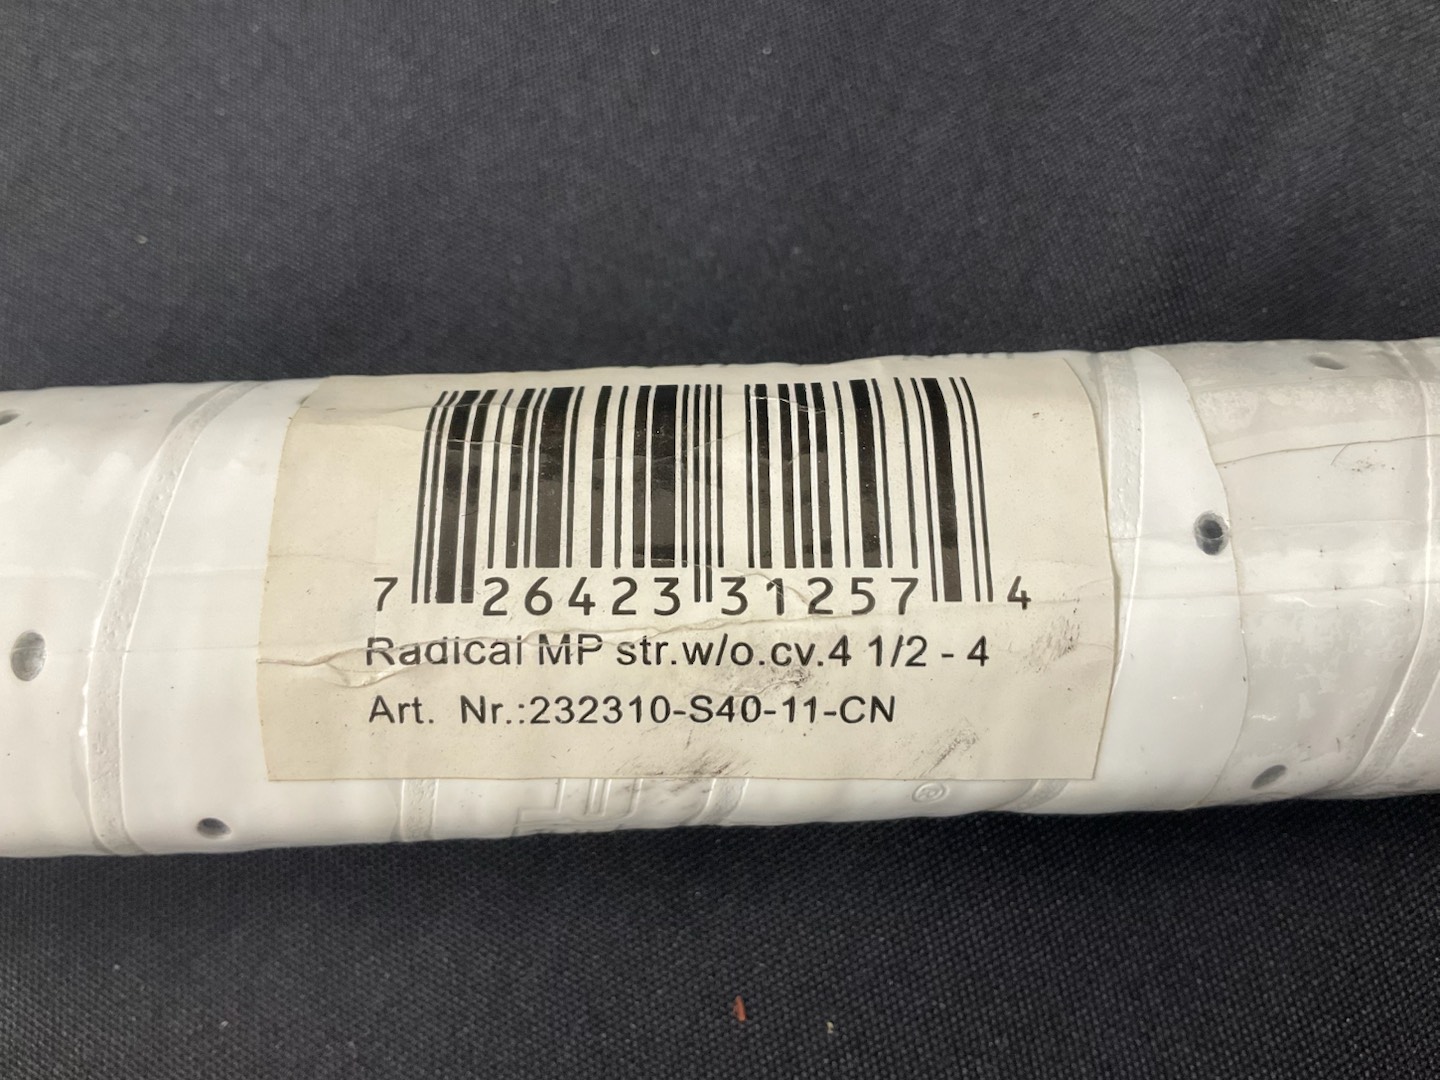 7 26423 31257 4
Radical MP str.w/o.cv.4 1/2 - 4
Art. Nr.:232310-S40-11-CN
®